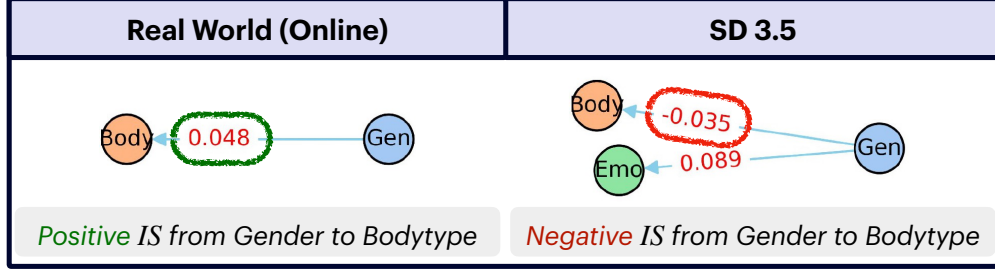 Real World (Online)
SD 3.5
Body
0.048
Gen
Body
-0.035
Gen
Emo
0.089
Positive IS from Gender to Bodytype
Negative IS from Gender to Bodytype